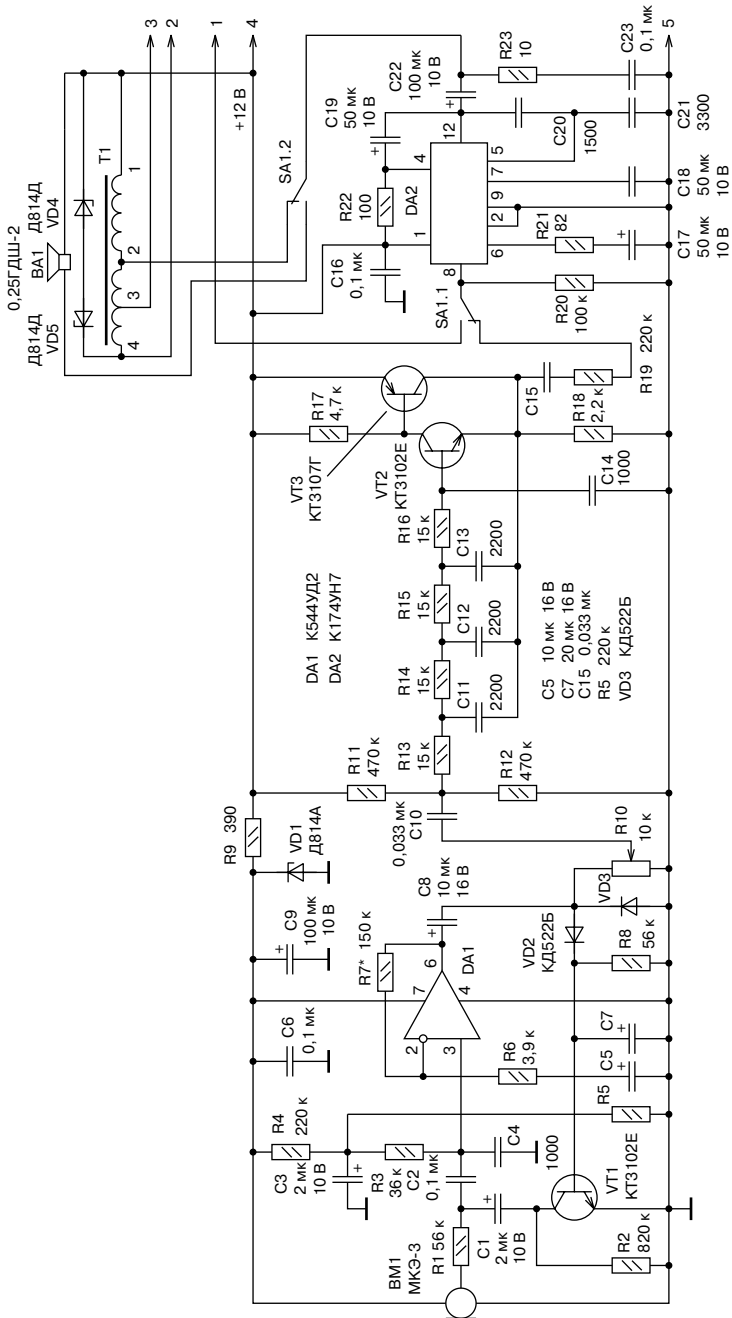 0,25ГДШ-2
BA1
Д814Д
VD5
Д814Д
VD4
T1
4
3
2
1
3
2
1
4
+12 В
SA1.2
C19
50 мк
10 В
C22
100 мк
10 В
R23
10
C23
0,1 мк
R22
100
C16
0,1 мк
DA2
1
4
12
8
6
2
9
7
5
C20
1500
C21
3300
SA1.1
R20
100 к
R21
82
C17
50 мк
10 В
C18
50 мк
10 В
5
R17
4,7 к
VT3
КТ3107Г
VT2
КТ3102Е
C15
R18
2,2 к
R19 220 к
C14
1000
DA1 К544УД2
DA2 К174УН7
R13
15 к
R14
15 к
R15
15 к
R16
15 к
C11
2200
C12
2200
C13
2200
C5 10 мк 16 В
C7 20 мк 16 В
C15 0,033 мк
R5 220 к
VD3 КД522Б
R11
470 к
R12
470 к
0,033 мк
C10
R9 390
VD1
Д814А
C9
100 мк
10 В
C6
0,1 мк
R7* 150 к
C8
10 мк
16 В
DA1
2
3
7
6
4
R10
10 к
VD3
VD2
КД522Б
R8
56 к
R6
3,9 к
C7
C5
R5
R4
220 к
C3
2 мк
10 В
R3
36 к
C2
0,1 мк
C4
1000
BM1
МКЭ-3
R1 56 к
C1
2 мк
10 В
VT1
КТ3102Е
R2
820 к